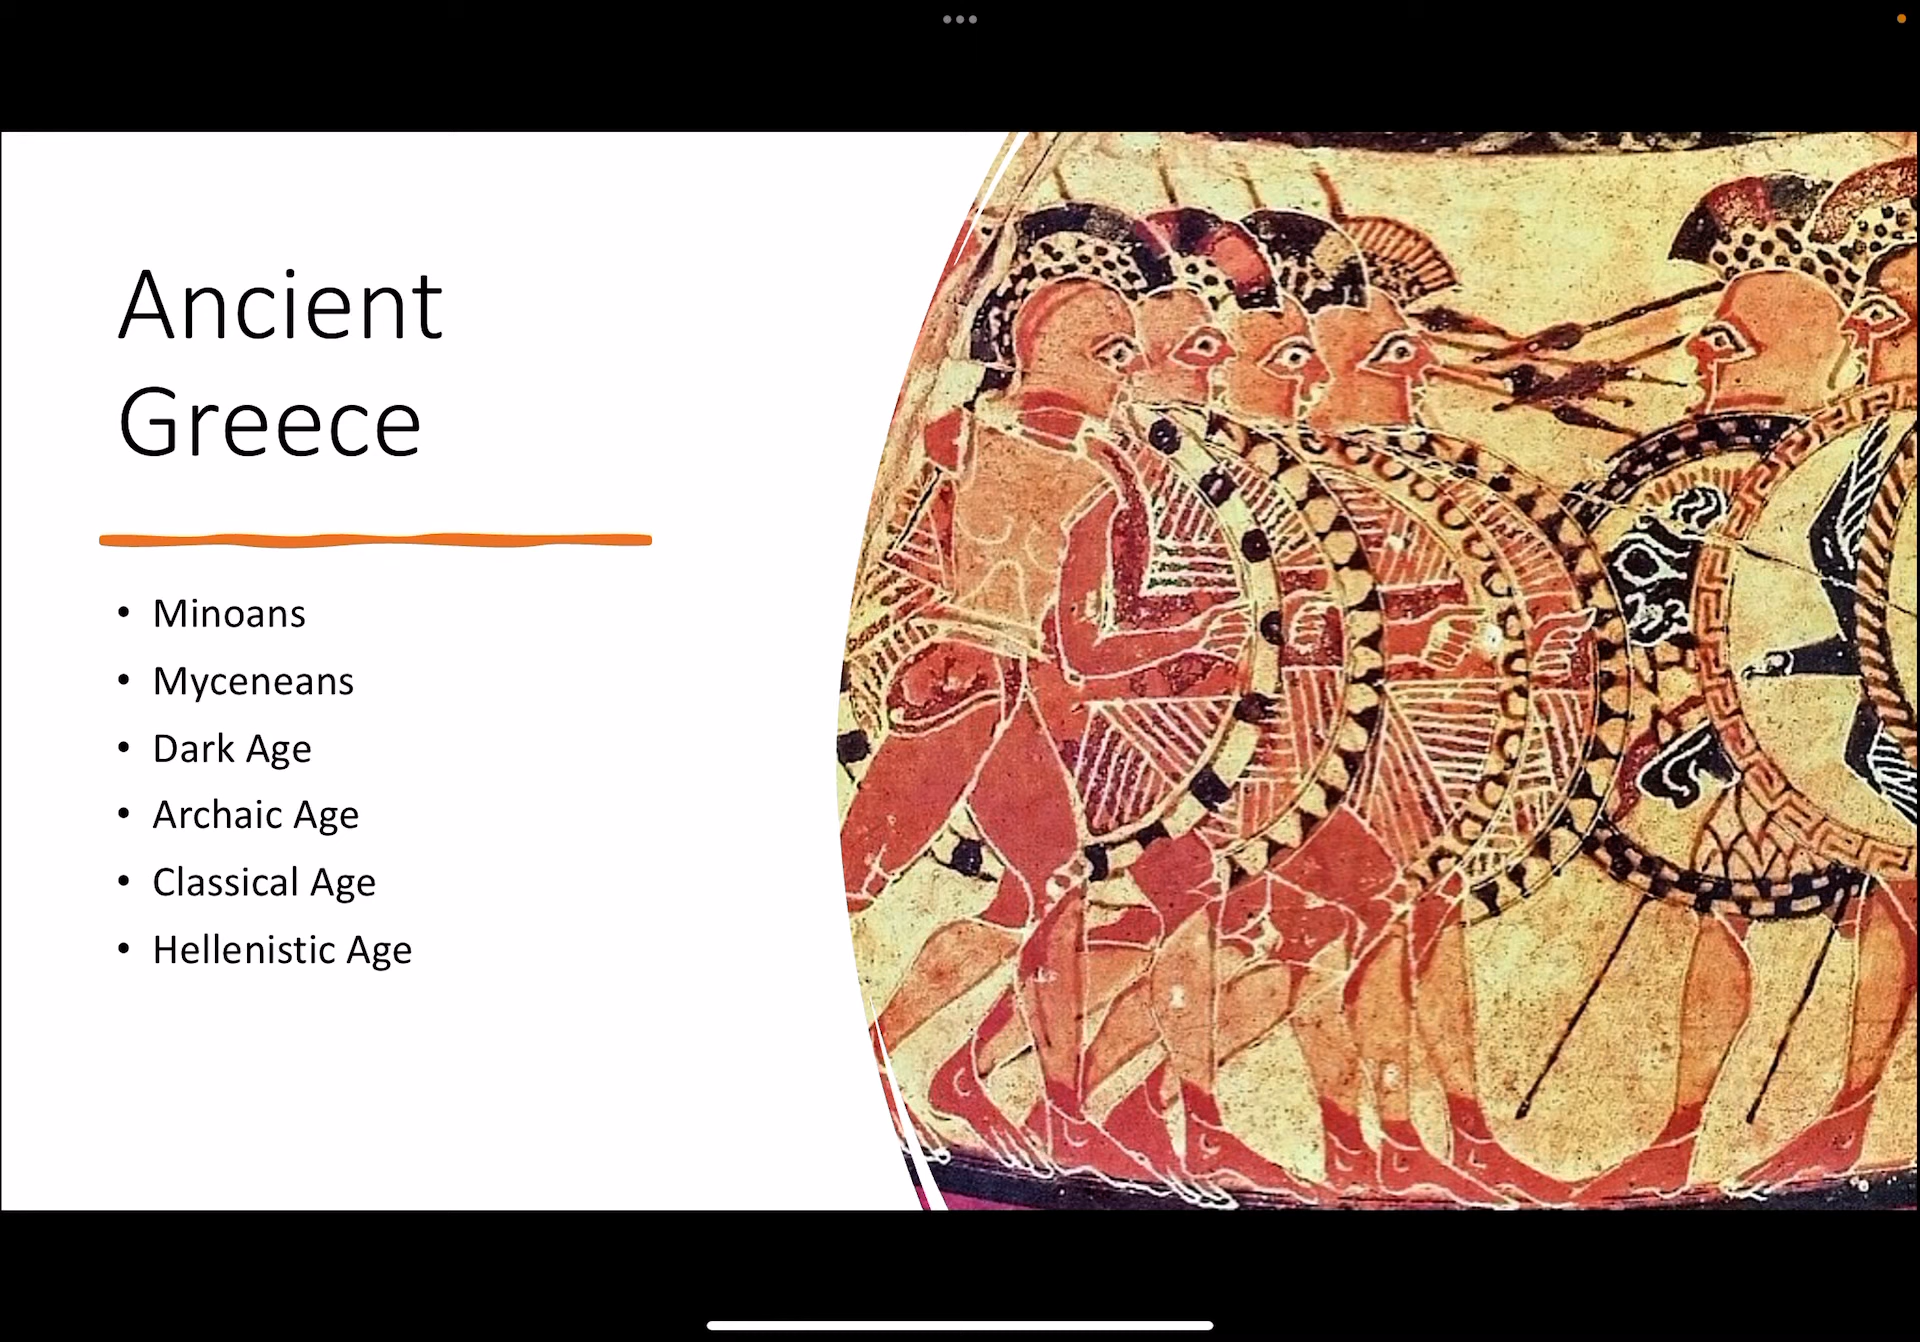 Ancient
Greece
• Minoans
• Myceneans
• Dark Age
• Archaic Age
• Classical Age
• Hellenistic Age